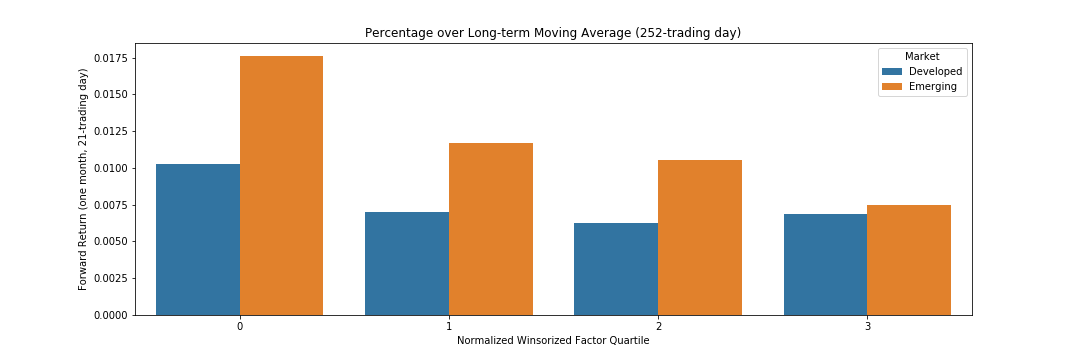 Percentage over Long-term Moving Average (252-trading day)
Forward Return (one month, 21-trading day)
0.0175
0.0150
0.0125
0.0100
0.0075
0.0050
0.0025
0.0000
Market
Developed
Emerging
0 1 2 3
Normalized Winsorized Factor Quartile